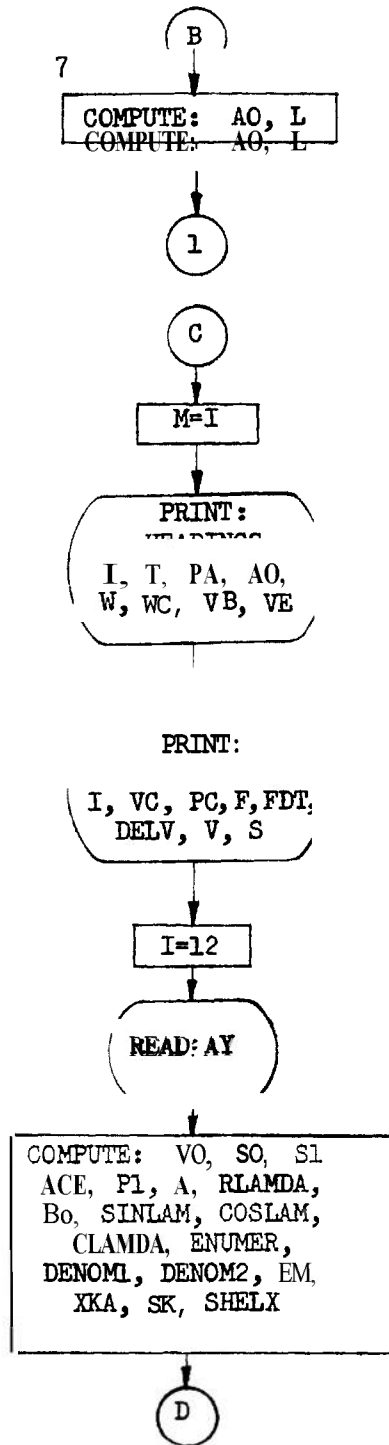 B
7
COMPUTE: AO, L
COMPUTE: AO, L
1
C
M=I
PRINT:
I, T, PA, AO,
W, WC, VB, VE
PRINT:
I, VC, PC, F, FDT,
DELV, V, S
I=12
READ: AY
COMPUTE: VO, SO, S1
ACE, P1, A, RLAMDA,
Bo, SINLAM, COSLAM,
CLAMDA, ENUMER,
DENOM1, DENOM2, EM,
XKA, SK, SHELX
D